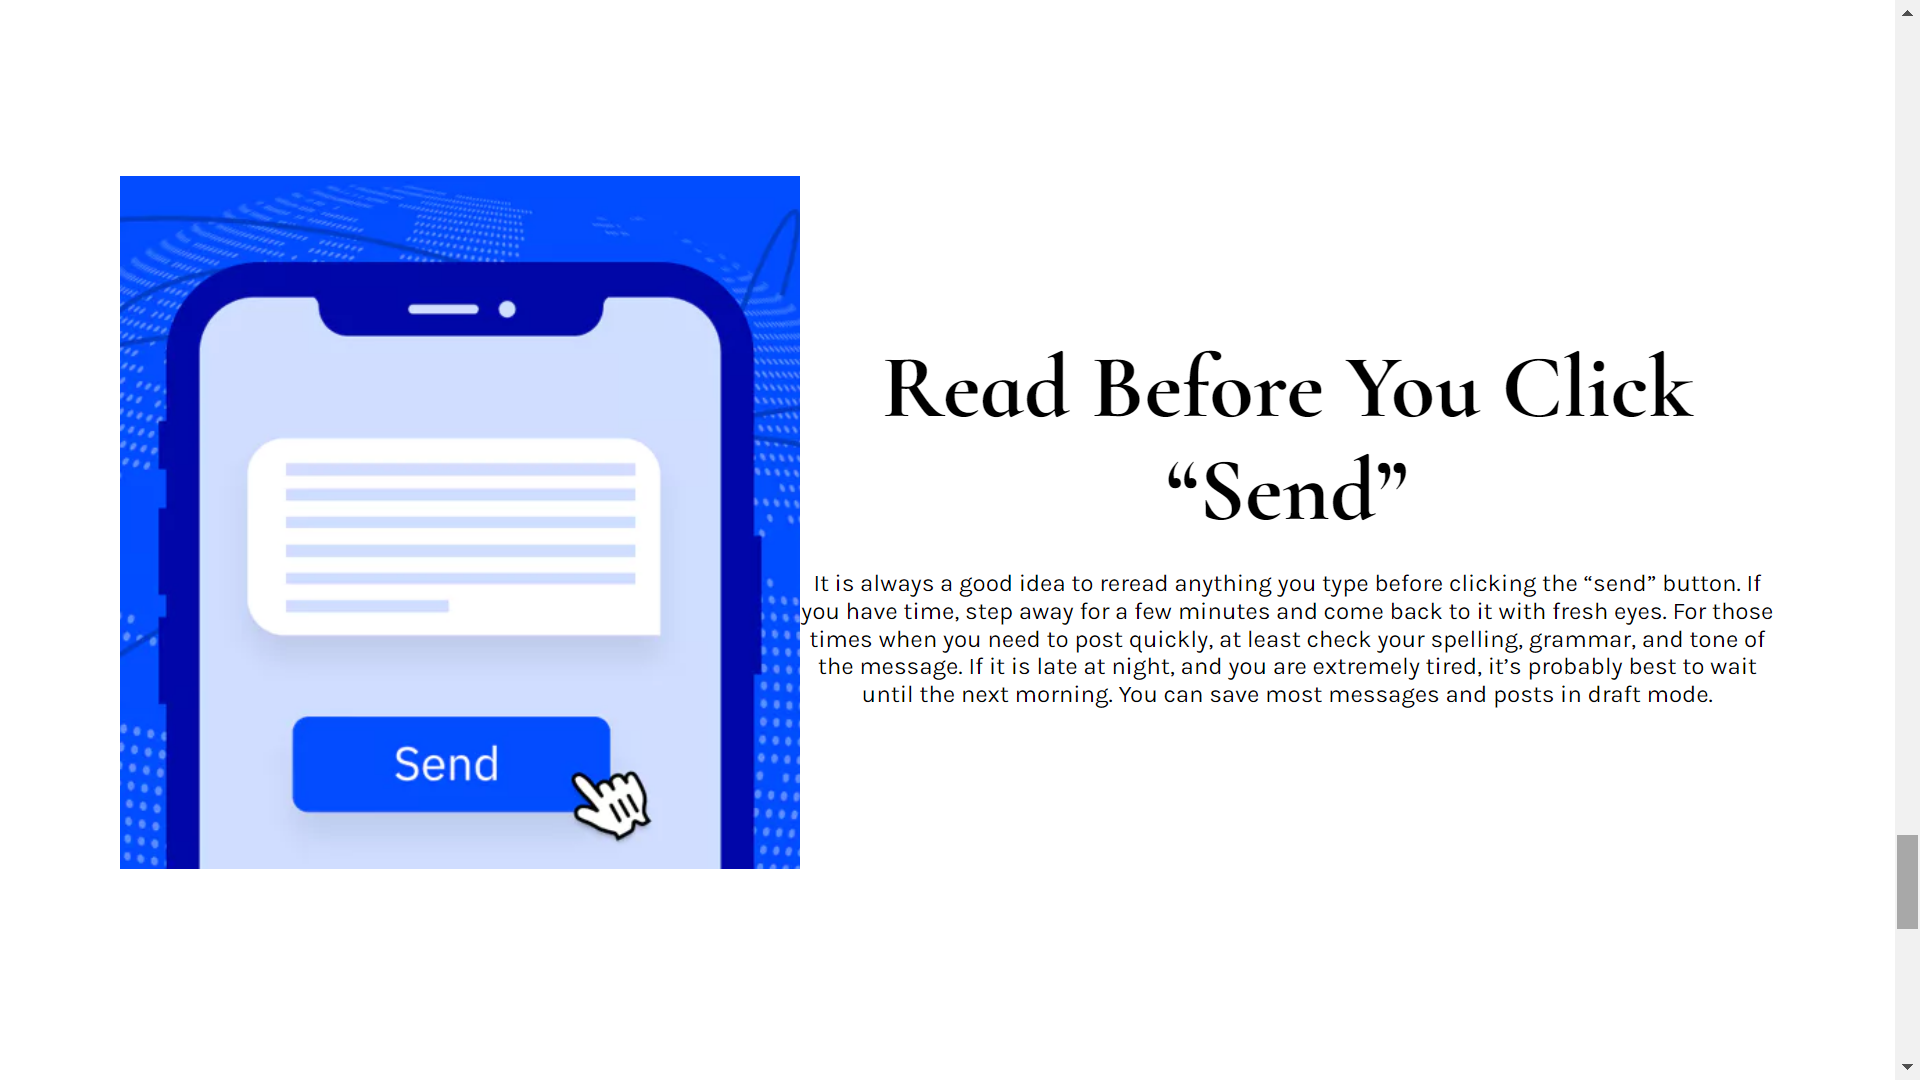 Read Before You Click
“Send”
It is always a good idea to reread anything you type before clicking the “send” button. If
you have time, step away for a few minutes and come back to it with fresh eyes. For those
times when you need to post quickly, at least check your spelling, grammar, and tone of
the message. If it is late at night, and you are extremely tired, it’s probably best to wait
until the next morning. You can save most messages and posts in draft mode.
Send